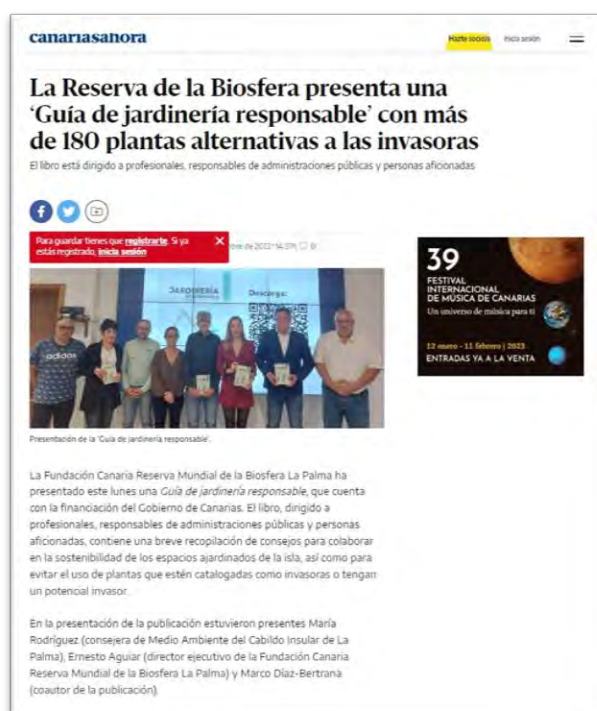 canariasahora
Hazte socio/a Inicia sesión
La Reserva de la Biosfera presenta una
‘Guía de jardinería responsable’ con más
de 180 plantas alternativas a las invasoras
El libro está dirigido a profesionales, responsables de administraciones públicas y personas aficionadas
Para guardar tienes que regístrarte. Si ya
estás registrado, inicia sesión
bre de 2022
39
FESTIVAL
INTERNACIONAL
DE MÚSICA DE CANARIAS
Un universo de música para ti
12 enero - 11 febrero | 2023
ENTRADAS YA A LA VENTA
JARDINERÍA
Descarga:
adidas
Presentación de la 'Guía de jardinería responsable'.
La Fundación Canaria Reserva Mundial de la Biosfera La Palma ha
presentado este lunes una Guía de jardinería responsable, que cuenta
con la financiación del Gobierno de Canarias. El libro, dirigido a
profesionales, responsables de administraciones públicas y personas
aficionadas, contiene una breve recopilación de consejos para colaborar
en la sostenibilidad de los espacios ajardinados de la isla, así como para
evitar el uso de plantas que estén catalogadas como invasoras o tengan
un potencial invasor.
En la presentación de la publicación estuvieron presentes María
Rodríguez (consejera de Medio Ambiente del Cabildo Insular de La
Palma), Ernesto Aguiar (director ejecutivo de la Fundación Canaria
Reserva Mundial de la Biosfera La Palma) y Marco Díaz-Bertrana
(coautor de la publicación).